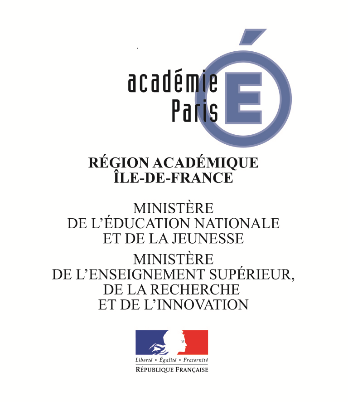 académie
Paris
É
RÉGION ACADÉMIQUE
ÎLE-DE-FRANCE
MINISTÈRE
DE L'ÉDUCATION NATIONALE
ET DE LA JEUNESSE
MINISTÈRE
DE L'ENSEIGNEMENT SUPÉRIEUR,
DE LA RECHERCHE
ET DE L'INNOVATION
Liberté • Égalité • Fraternité
RÉPUBLIQUE FRANÇAISE